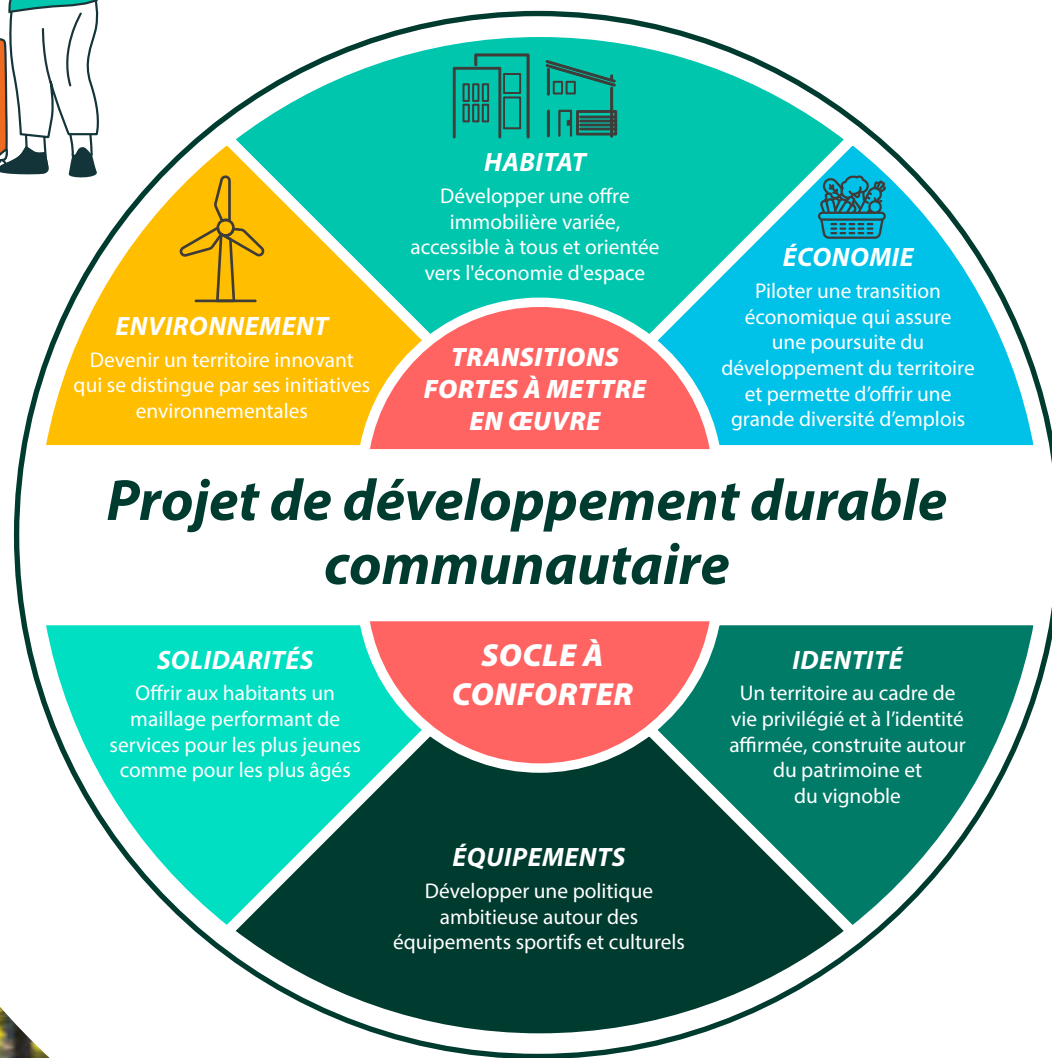 HABITAT
Développer une offre
immobilière variée,
accessible à tous et orientée
vers l'économie d'espace
ENVIRONNEMENT
Devenir un territoire innovant
qui se distingue par ses initiatives
environnementales
TRANSITIONS
FORTES À METTRE
EN ŒUVRE
ÉCONOMIE
Piloter une transition
économique qui assure
une poursuite du
développement du territoire
et permette d’offrir une
grande diversité d’emplois
Projet de développement durable
communautaire
SOLIDARITÉS
Offrir aux habitants un
maillage performant de
services pour les plus jeunes
comme pour les plus âgés
SOCLE À
CONFORTER
IDENTITÉ
Un territoire au cadre de
vie privilégié et à l’identité
affirmée, construite autour
du patrimoine et
du vignoble
ÉQUIPEMENTS
Développer une politique
ambitieuse autour des
équipements sportifs et culturels